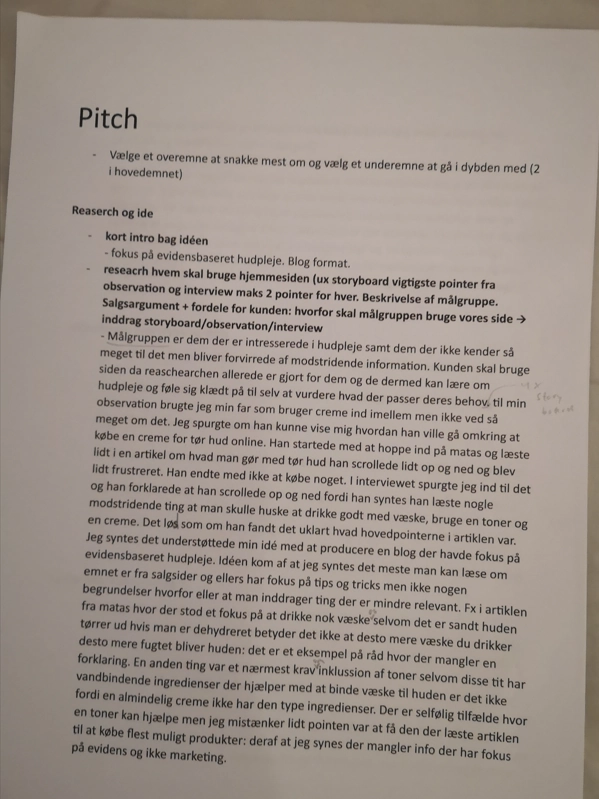 Pitch
- Vælge et overemne at snakke mest om og vælg et underemne at gå i dybden med (2
i hovedemnet)
Reaserch og ide
- kort intro bag idéen
- fokus på evidensbaseret hudpleje. Blog format.
- reseacrh hvem skal bruge hjemmesiden (ux storyboard vigtigste pointer fra
observation og interview maks 2 pointer for hver. Beskrivelse af målgruppe.
Salgsargument + fordele for kunden: hvorfor skal målgruppen bruge vores side →
inddrag storyboard/observation/interview
- Målgruppen er dem der er intresserede i hudpleje samt dem der ikke kender så
meget til det men bliver forvirrede af modstridende information. Kunden skal bruge
siden da reaschearchen allerede er gjort for dem og de dermed kan lære om
hudpleje og føle sig klædt på til selv at vurdere hvad der passer deres behov, til min
story
board
observation brugte jeg min far som bruger creme ind imellem men ikke ved så
meget om det. Jeg spurgte om han kunne vise mig hvordan han ville gå omkring at
købe en creme for tør hud online. Han startede med at hoppe ind på matas og læste
lidt i en artikel om hvad man gør med tør hud han scrollede lidt op og ned og blev
lidt frustreret. Han endte med ikke at købe noget. I interviewet spurgte jeg ind til det
og han forklarede at han scrollede op og ned fordi han syntes han læste nogle
modstridende ting at man skulle huske at drikke godt med væske, bruge en toner og
en creme. Det løs som om han fandt det uklart hvad hovedpointerne i artiklen var.
Jeg syntes det understøttede min idé med at producere en blog der havde fokus på
evidensbaseret hudpleje. Idéen kom af at jeg syntes det meste man kan læse om
emnet er fra salgsider og ellers har fokus på tips og tricks men ikke nogen
begrundelser hvorfor eller at man inddrager ting der er mindre relevant. Fx i artiklen
fra matas hvor der stod et fokus på at drikke nok væske selvom det er sandt huden
tørrer ud hvis man er dehydreret betyder det ikke at desto mere væske du drikker
desto mere fugtet bliver huden: det er et eksempel på råd hvor der mangler en
forklaring. En anden ting var et nærmest krav inklussion af toner selvom disse tit har
vandbindende ingredienser der hjælper med at binde væske til huden er det ikke
fordi en almindelig creme ikke har den type ingredienser. Der er selfølig tilfælde hvor
en toner kan hjælpe men jeg mistænker lidt pointen var at få den der læste artiklen
til at købe flest muligt produkter: deraf at jeg synes der mangler info der har fokus
på evidens og ikke marketing.